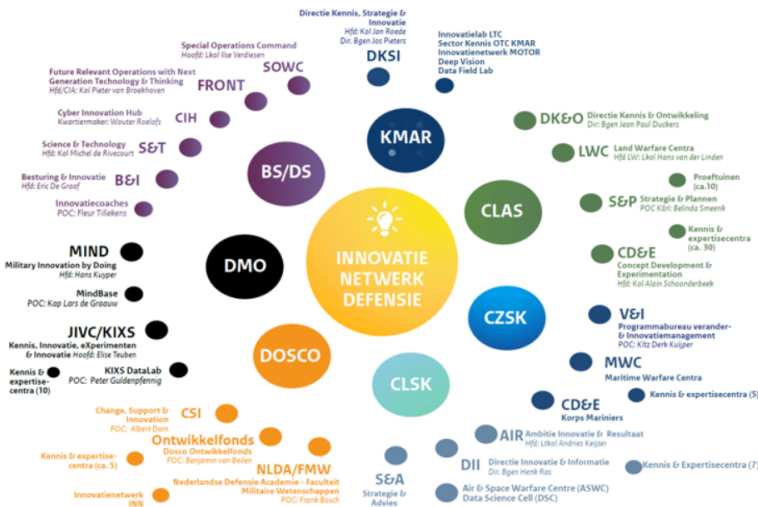 Directie Kennis, Strategie &
Innovatie
Hfd: Kol Jan Roede
Dir. Bgen Jos Pieters
DKSI
Innovatielab LTC
Sector Kennis OTC KMAR
Innovatienetwerk MOTOR
Deep Vision
Data Field Lab
KMAR
Special Operations Command
Hoofd: Lkol Ilse Verdiesen
SOWC
Future Relevant Operations with Next
Generation Technology & Thinking
Hfd/CIA: Kol Pieter van Broekhoven
FRONT
Cyber Innovation Hub
Kwartiermaker: Wouter Roelofs
CIH
Science & Technology
Hfd: Kol Michel de Rivecourt
S&T
Besturing & Innovatie
Hfd: Eric De Graaf
B&I
Innovatiecoaches
POC: Fleur Tillekens
BS/DS
DK&O
Directie Kennis & Ontwikkeling
Dir: Bgen Jean Paul Duckers
LWC
Land Warfare Centra
Hfd LW: Lkol Hans van der Linden
Proeftuinen
(ca.10)
S&P
Strategie & Plannen
POC K&I: Belinda Smeenk
Kennis &
expertisecentra
(ca. 30)
CD&E
Concept Development &
Experimentation
Hfd: Kol Alain Schoonderbeek
CLAS
INNOVATIE
NETWERK
DEFENSIE
MIND
Military Innovation by Doing
Hfd: Hans Kuyper
MindBase
POC: Kap Lars de Graauw
JIVC/KIXS
Kennis, Innovatie, eXperimenten
& Innovatie Hoofd: Elise Teuben
Kennis &
expertise-
centra (10)
KIXS DataLab
POC: Peter Guldenpfennig
DMO
CZSK
V&I
Programmabureau verander-
& Innovatiemanagement
POC: Kltz Derk Kuijper
MWC
Maritime Warfare Centra
Kennis & expertisecentra (5)
CD&E
Korps Mariniers
DOSCO
CSI
Change, Support &
Innovation
POC: Albert Dam
Ontwikkelfonds
Dosco Ontwikkelfonds
POC: Benjamin van Beilen
Kennis & expertise-
centra (ca. 5)
NLDA/FMW
Nederlandse Defensie Academie - Faculteit
Militaire Wetenschappen
POC: Frank Bosch
Innovatienetwerk
INN
CLSK
AIR
Ambitie Innovatie & Resultaat
Hfd: Ltkol Andries Keijzer
DII
Directie Innovatie & Informatie
Dir. Bgen Henk Ras
Kennis & Expertisecentra (7)
S&A
Strategie &
Advies
Air & Space Warfare Centre (ASWC)
Data Science Cell (DSC)